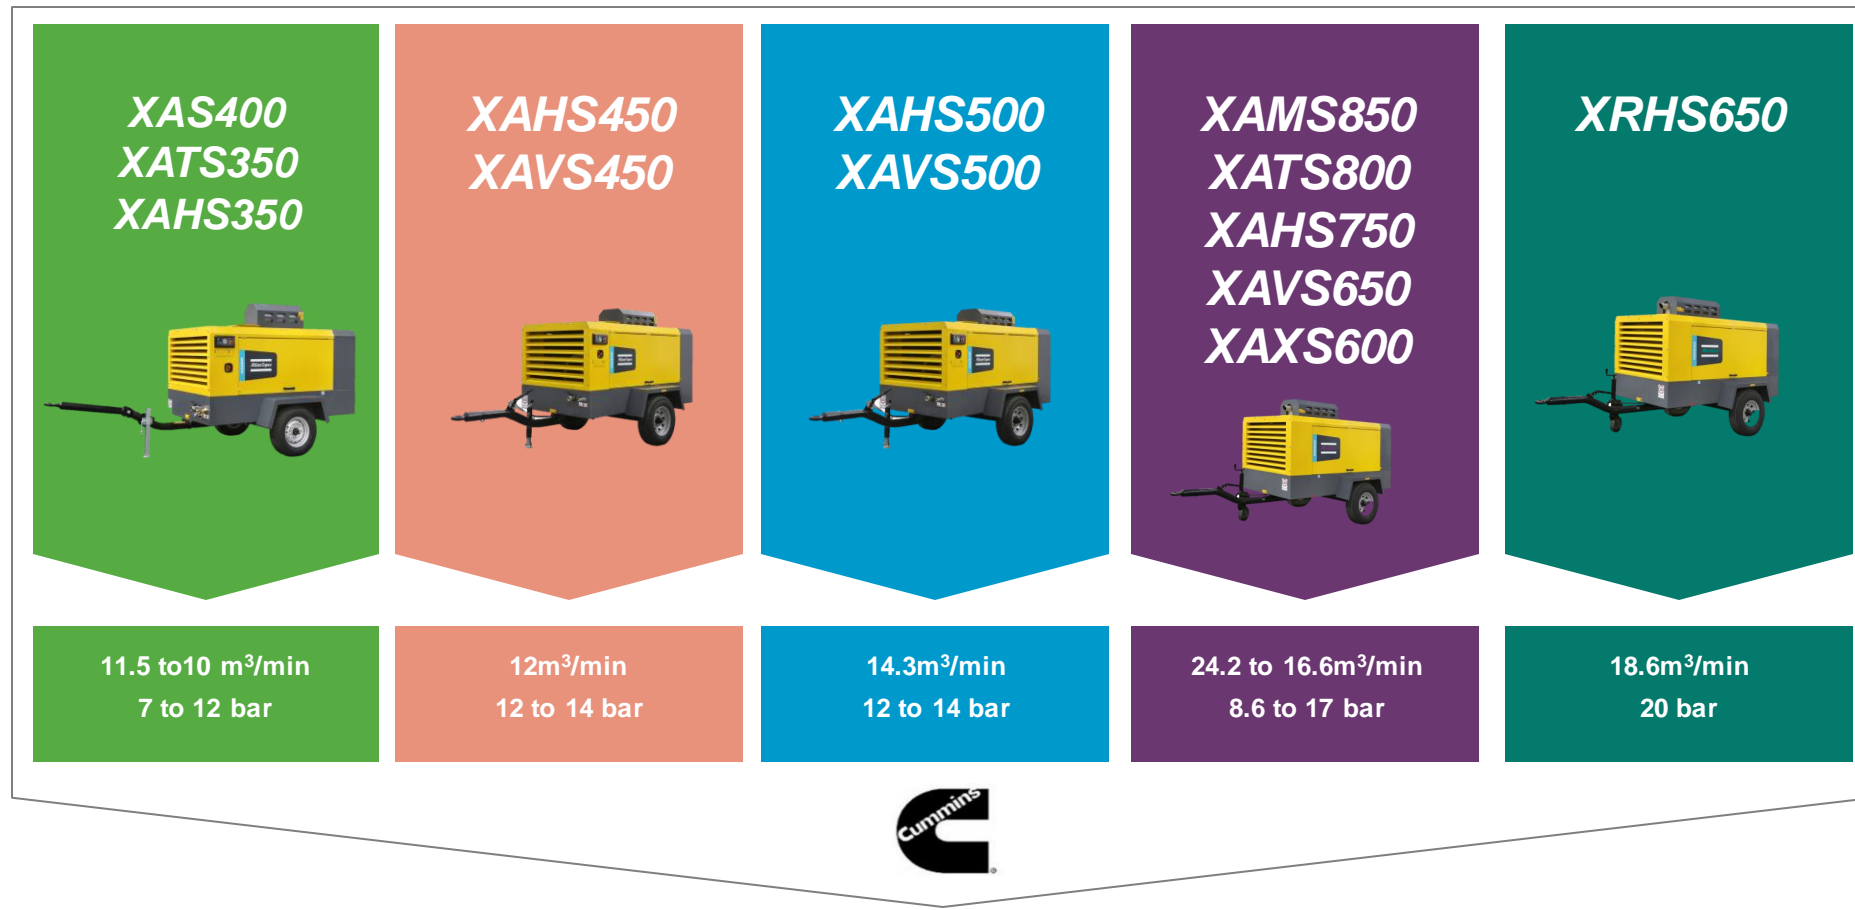 XAS400
XATS350
XAHS350
XAHS450
XAVS450
XAHS500
XAVS500
XAMS850
XATS800
XAHS750
XAVS650
XAXS600
XRHS650
11.5 to10 m³/min
7 to 12 bar
12m³/min
12 to 14 bar
14.3m³/min
12 to 14 bar
24.2 to 16.6m³/min
8.6 to 17 bar
18.6m³/min
20 bar
Cummins